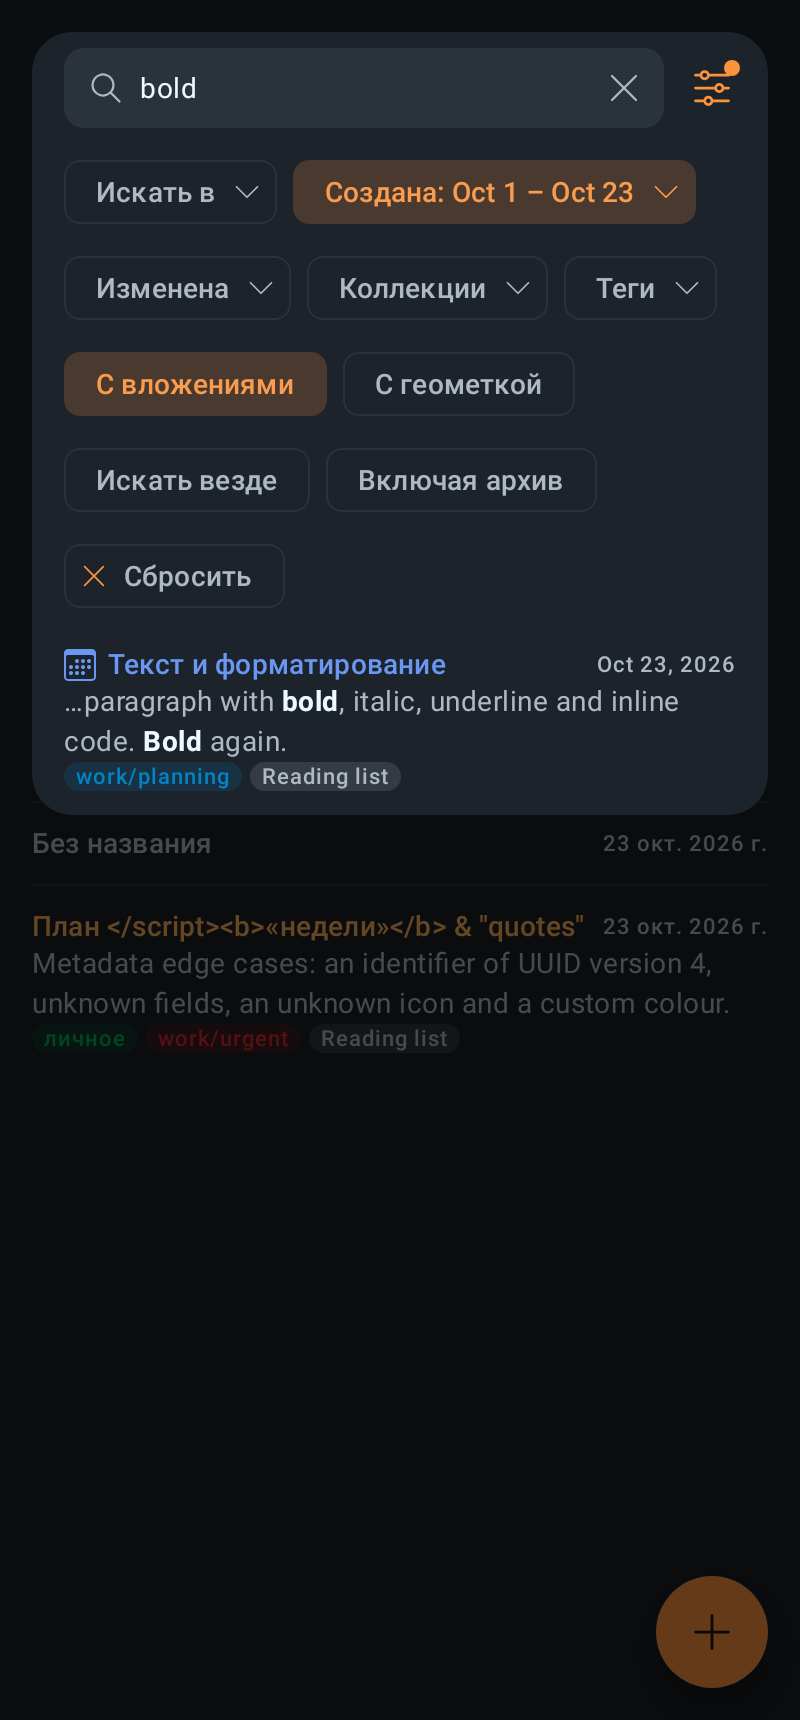 bold
Искать в
Создана: Oct 1 – Oct 23
Изменена
Коллекции
Теги
С вложениями
С геометкой
Искать везде
Включая архив
Сбросить
Текст и форматирование Oct 23, 2026
…paragraph with bold, italic, underline and inline
code. Bold again.
work/planning Reading list
Без названия 23 окт. 2026 г.
План </script><b>«недели»</b> & "quotes" 23 окт. 2026 г.
Metadata edge cases: an identifier of UUID version 4,
unknown fields, an unknown icon and a custom colour.
личное work/urgent Reading list